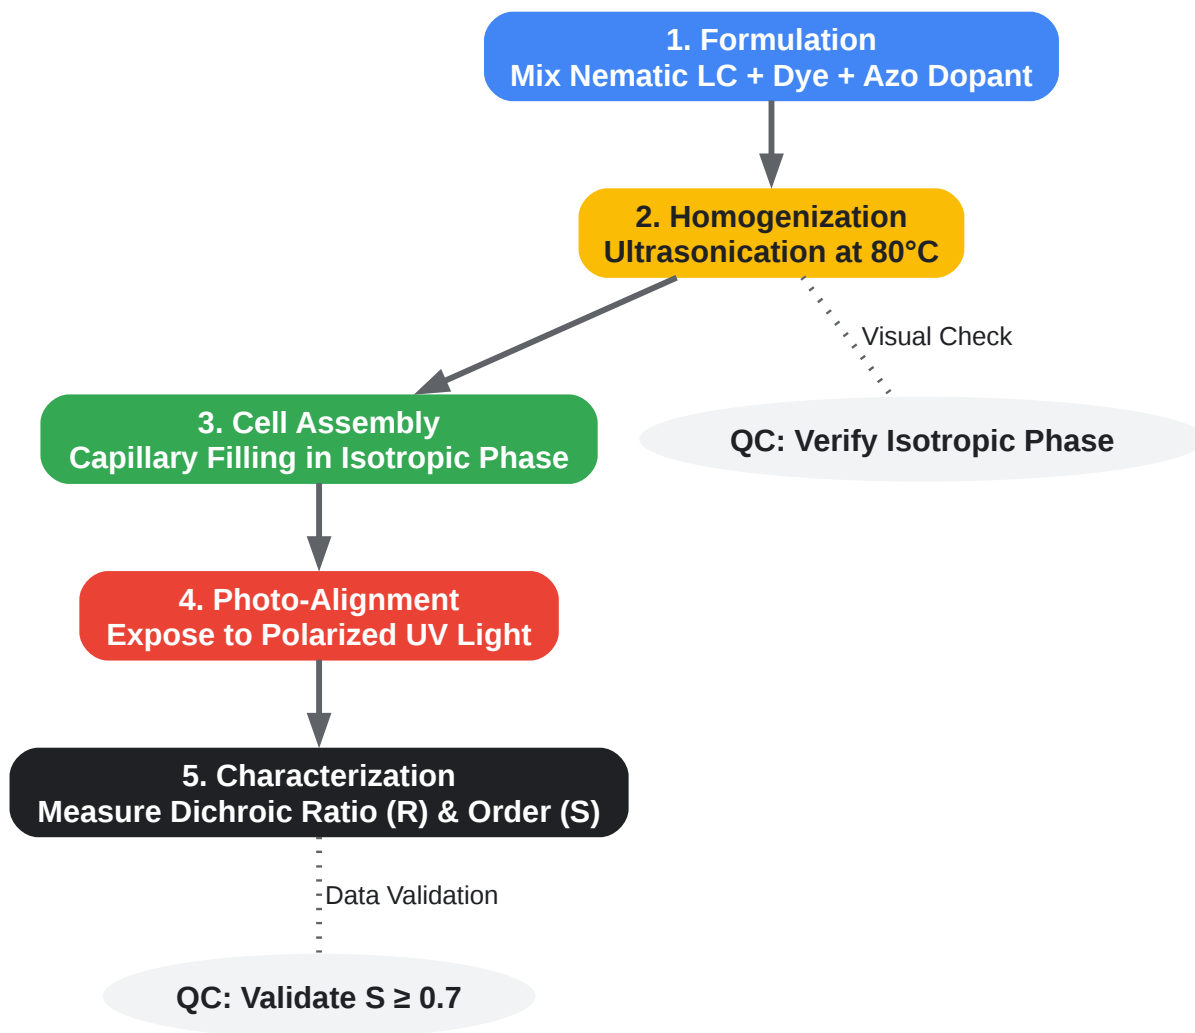 1. Formulation
Mix Nematic LC + Dye + Azo Dopant
2. Homogenization
Ultrasonication at 80°C
Visual Check
3. Cell Assembly
Capillary Filling in Isotropic Phase
QC: Verify Isotropic Phase
4. Photo-Alignment
Expose to Polarized UV Light
5. Characterization
Measure Dichroic Ratio (R) & Order (S)
Data Validation
QC: Validate S ≥ 0.7